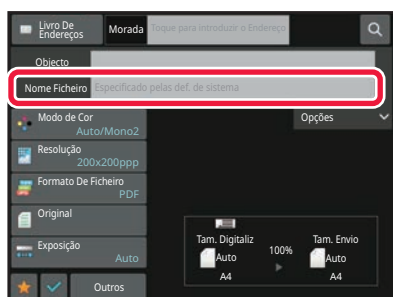 Livro De
Endereços
Morada
Toque para introduzir o Endereço
Objecto
Nome Ficheiro
Especificado pelas def. de sistema
Modo de Cor
Auto/Mono2
Opções
Resolução
200x200ppp
Formato De Ficheiro
PDF
Original
Exposição
Auto
Tam. Digitaliz
Auto
A4
100%
Tam. Envio
Auto
A4
Outros